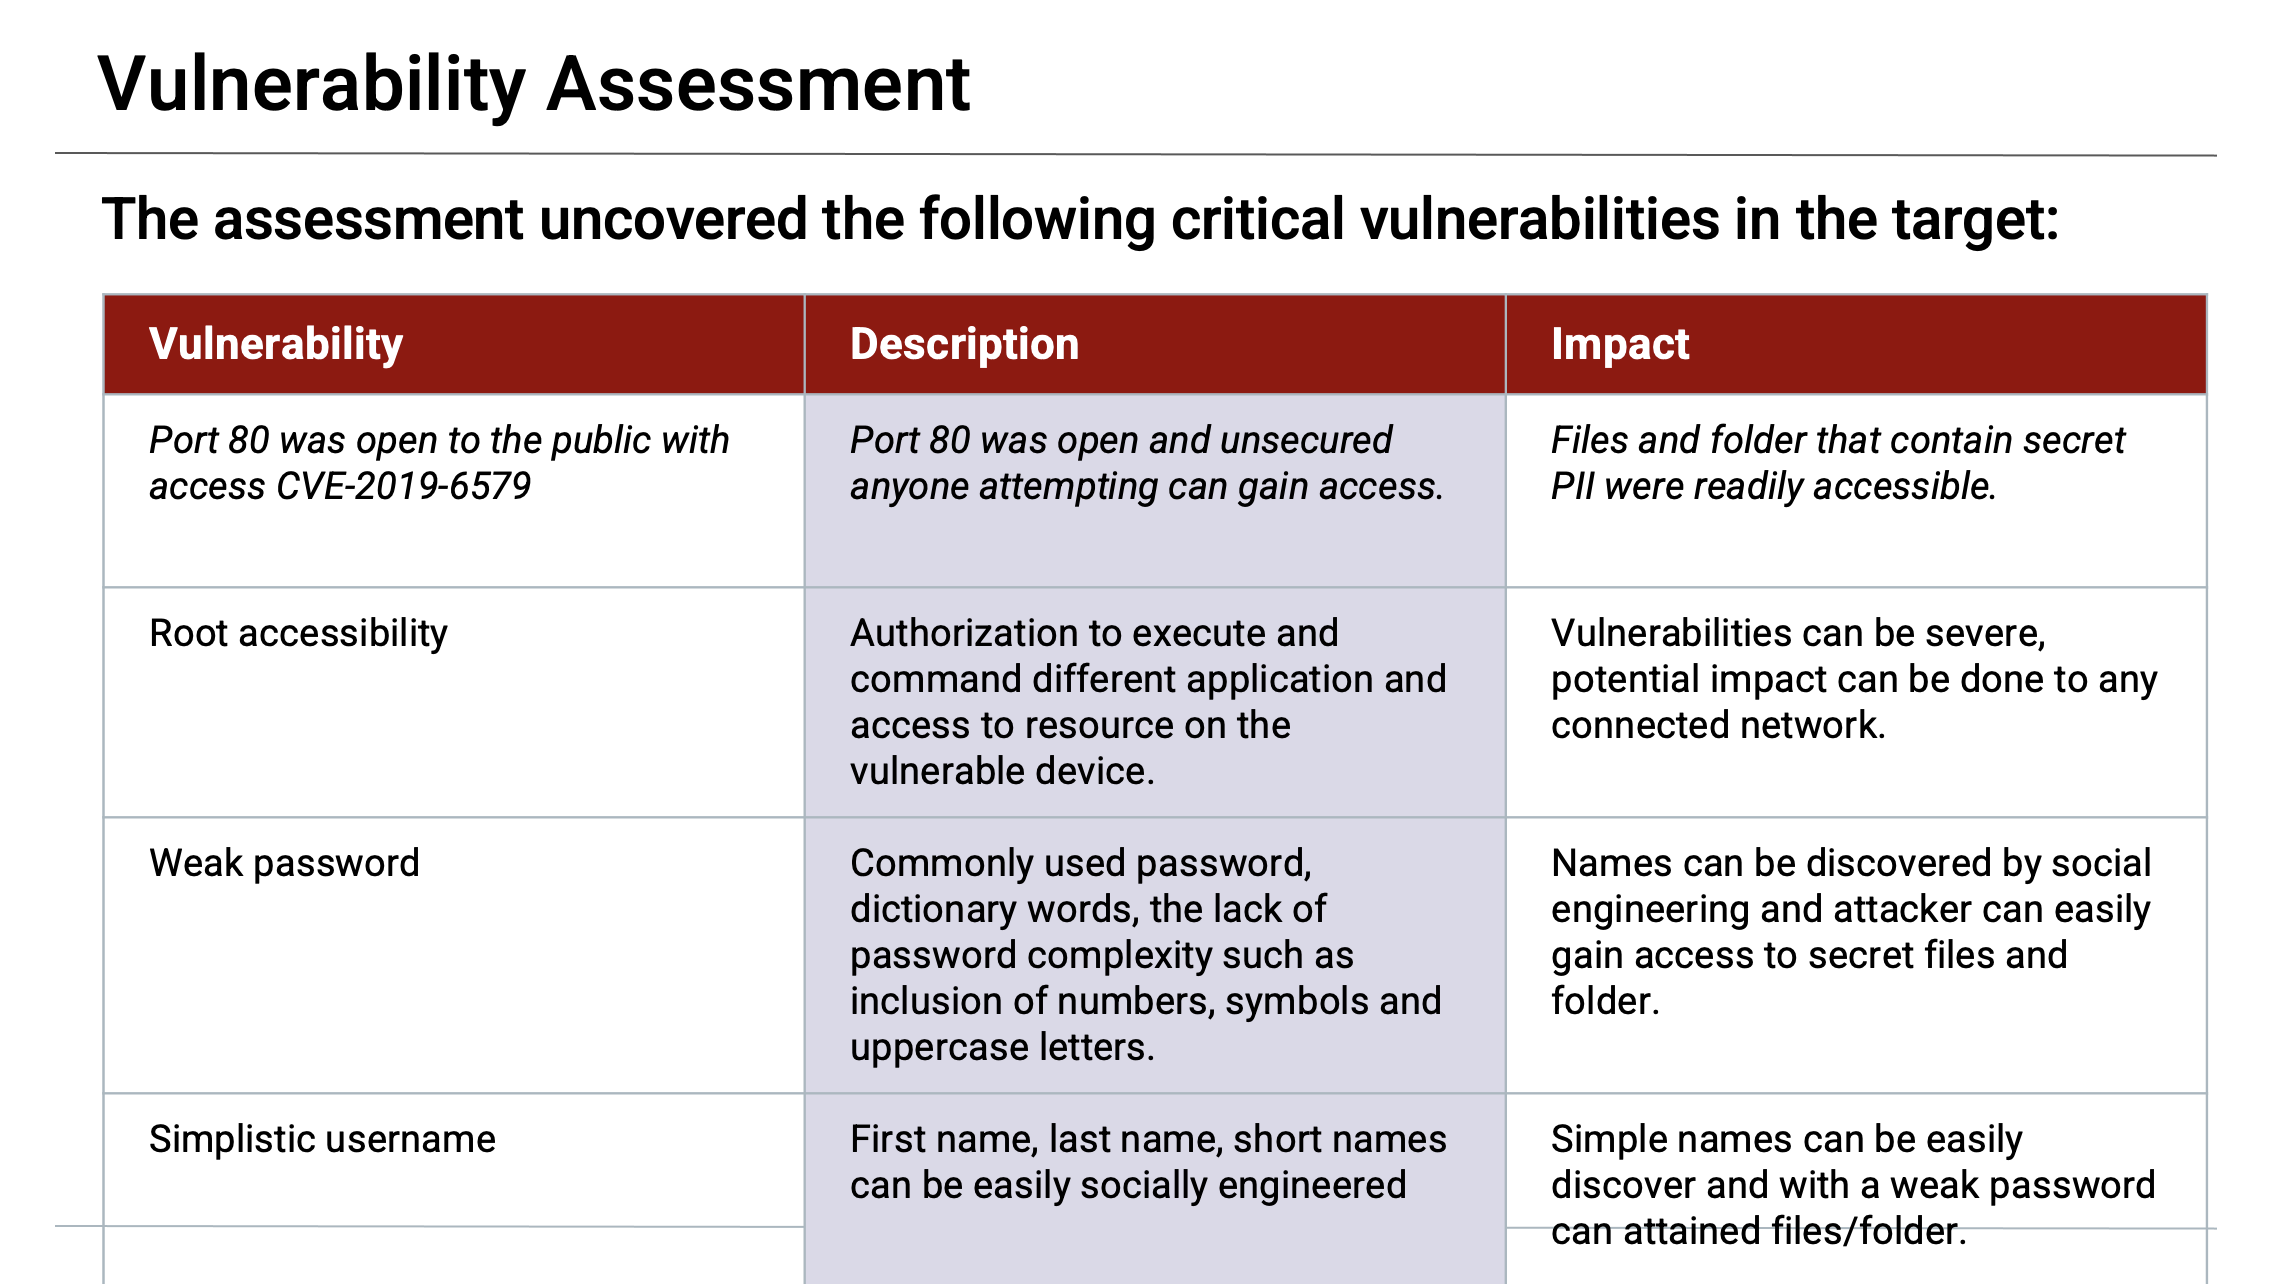 Vulnerability Assessment
The assessment uncovered the following critical vulnerabilities in the target:
Vulnerability
Description
Impact
Port 80 was open to the public with
access CVE-2019-6579
Port 80 was open and unsecured
anyone attempting can gain access.
Files and folder that contain secret
PII were readily accessible.
Root accessibility
Authorization to execute and
command different application and
access to resource on the
vulnerable device.
Vulnerabilities can be severe,
potential impact can be done to any
connected network.
Weak password
Commonly used password,
dictionary words, the lack of
password complexity such as
inclusion of numbers, symbols and
uppercase letters.
Names can be discovered by social
engineering and attacker can easily
gain access to secret files and
folder.
Simplistic username
First name, last name, short names
can be easily socially engineered
Simple names can be easily
discover and with a weak password
can attained files/folder.